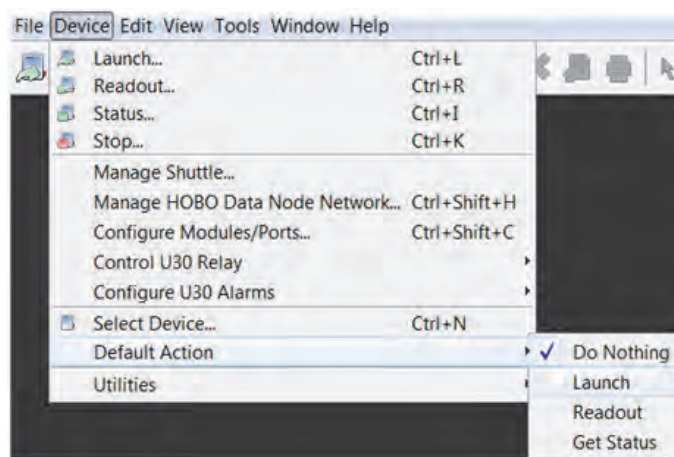 File Device Edit View Tools Window Help
Launch... Ctrl+L
Readout... Ctrl+R
Status... Ctrl+I
Stop... Ctrl+K
Manage Shuttle...
Manage HOBO Data Node Network... Ctrl+Shift+H
Configure Modules/Ports... Ctrl+Shift+C
Control U30 Relay
Configure U30 Alarms
Select Device... Ctrl+N
Default Action
Utilities
Do Nothing
Launch
Readout
Get Status